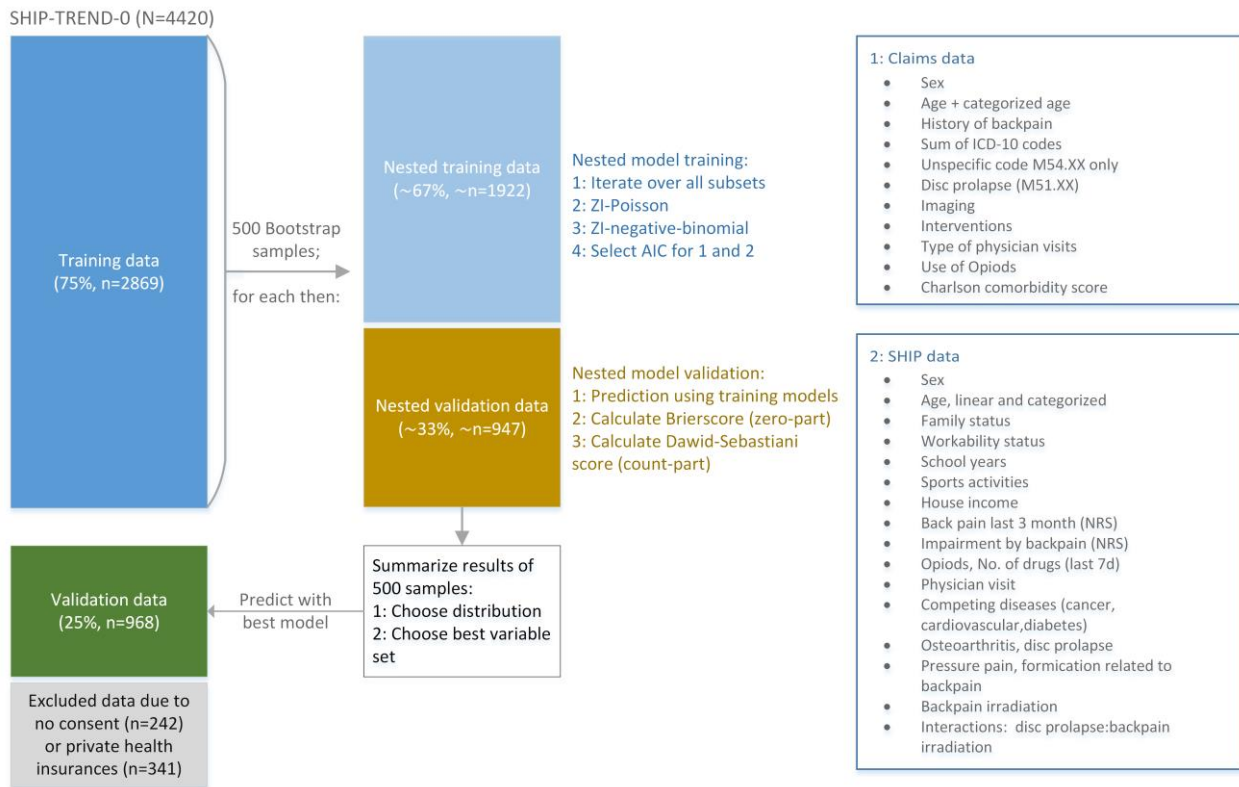 SHIP-TREND-0 (N=4420)
Training data
(75%, n=2869)
500 Bootstrap
samples;
for each then:
Nested training data
(~67%, ~n=1922)
Nested model training:
1: Iterate over all subsets
2: ZI-Poisson
3: ZI-negative-binomial
4: Select AIC for 1 and 2
Nested validation data
(~33%, ~n=947)
Nested model validation:
1: Prediction using training models
2: Calculate Brierscore (zero-part)
3: Calculate Dawid-Sebastiani
score (count-part)
Summarize results of
500 samples:
1: Choose distribution
2: Choose best variable
set
Predict with
best model
Validation data
(25%, n=968)
Excluded data due to
no consent (n=242)
or private health
insurances (n=341)
1: Claims data
• Sex
• Age + categorized age
• History of backpain
• Sum of ICD-10 codes
• Unspecific code M54.XX only
• Disc prolapse (M51.XX)
• Imaging
• Interventions
• Type of physician visits
• Use of Opiods
• Charlson comorbidity score
2: SHIP data
• Sex
• Age, linear and categorized
• Family status
• Workability status
• School years
• Sports activities
• House income
• Back pain last 3 month (NRS)
• Impairment by backpain (NRS)
• Opiods, No. of drugs (last 7d)
• Physician visit
• Competing diseases (cancer,
cardiovascular,diabetes)
• Osteoarthritis, disc prolapse
• Pressure pain, formication related to
backpain
• Backpain irradiation
• Interactions: disc prolapse:backpain
irradiation